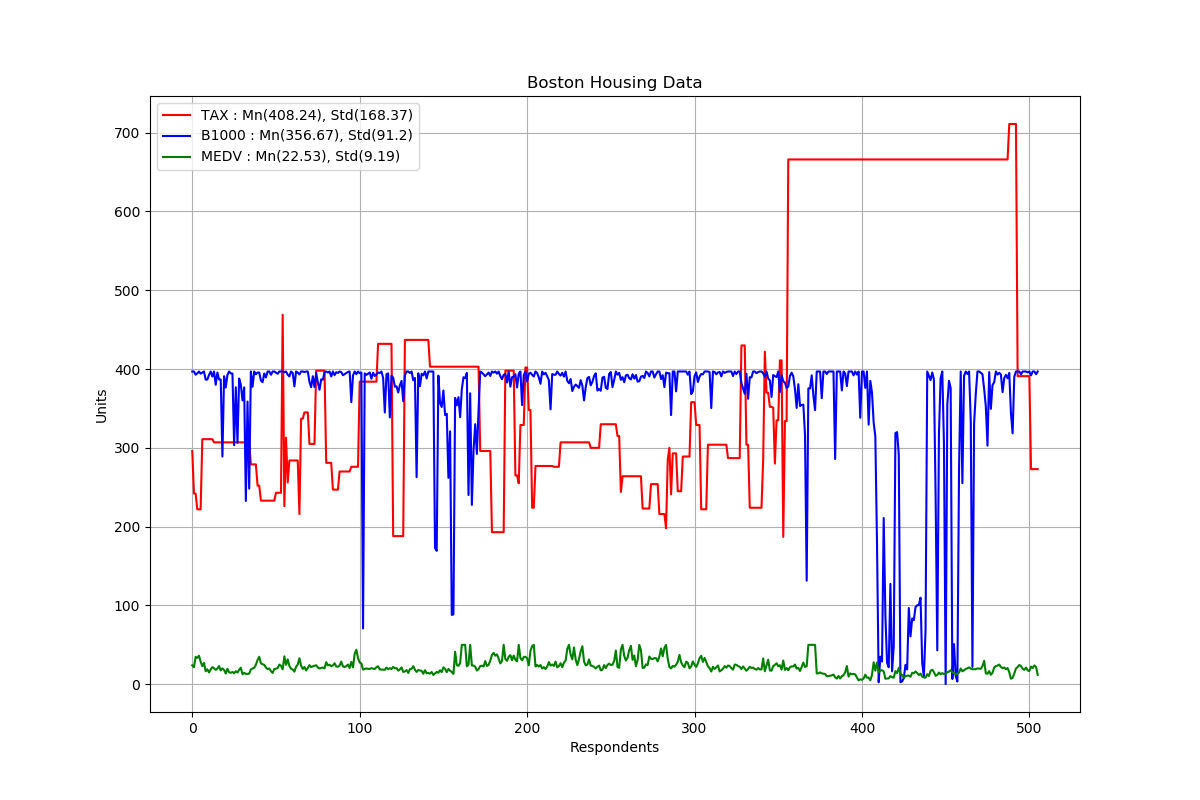 Boston Housing Data
TAX : Mn(408.24), Std(168.37)
B1000 : Mn(356.67), Std(91.2)
MEDV : Mn(22.53), Std(9.19)
700
600
500
400
300
200
100
0
Units
0 100 200 300 400 500
Respondents